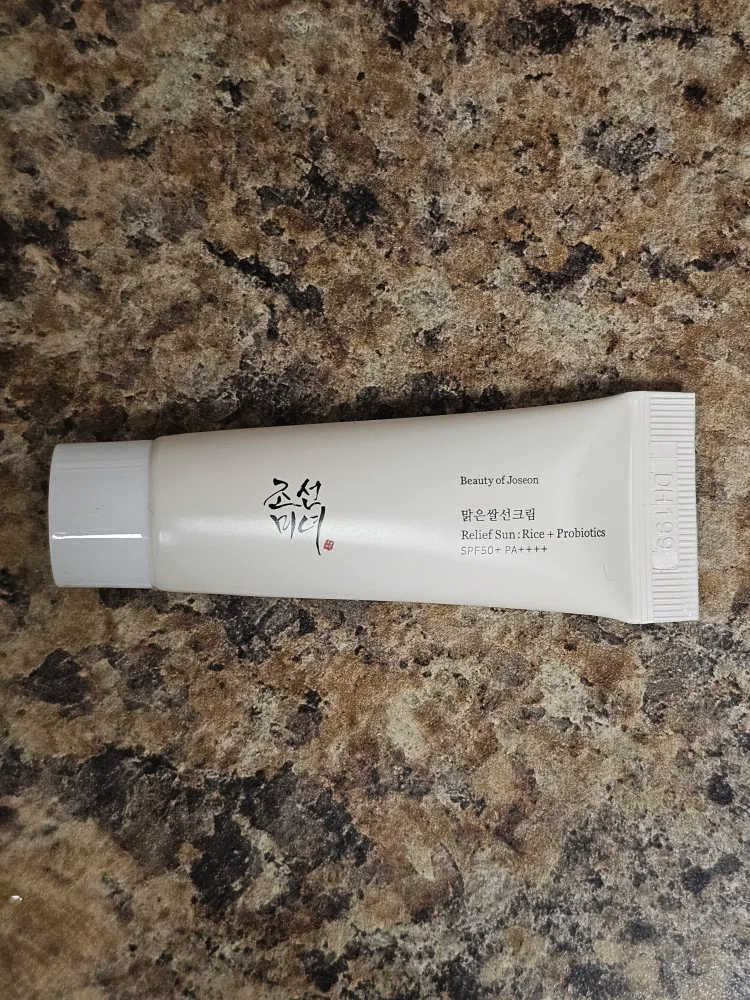 조선
미녀
Beauty of Joseon
맑은쌀선크림
Relief Sun : Rice + Probiotics
SPF50+ PA++++